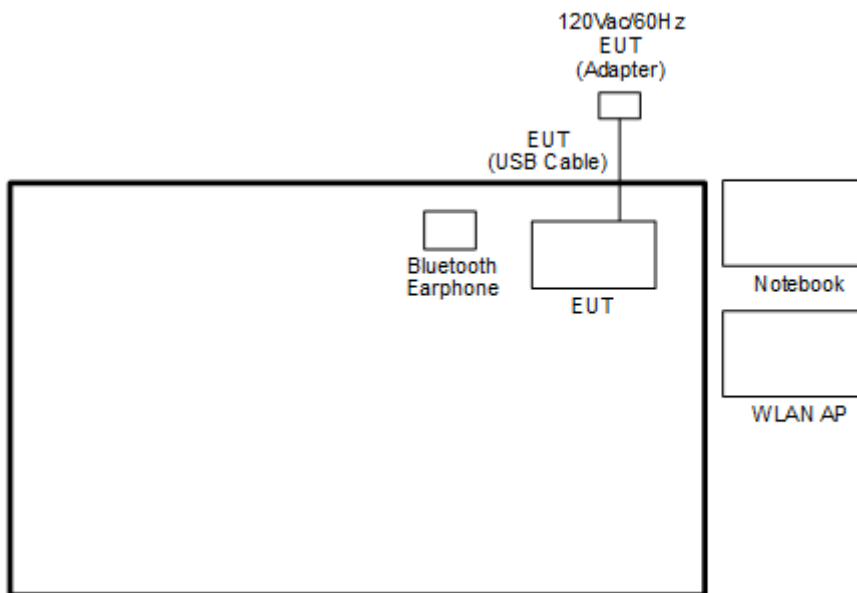 120Vac/60Hz
EUT
(Adapter)
EUT
(USB Cable)
Bluetooth
Earphone
EUT
Notebook
WLAN AP